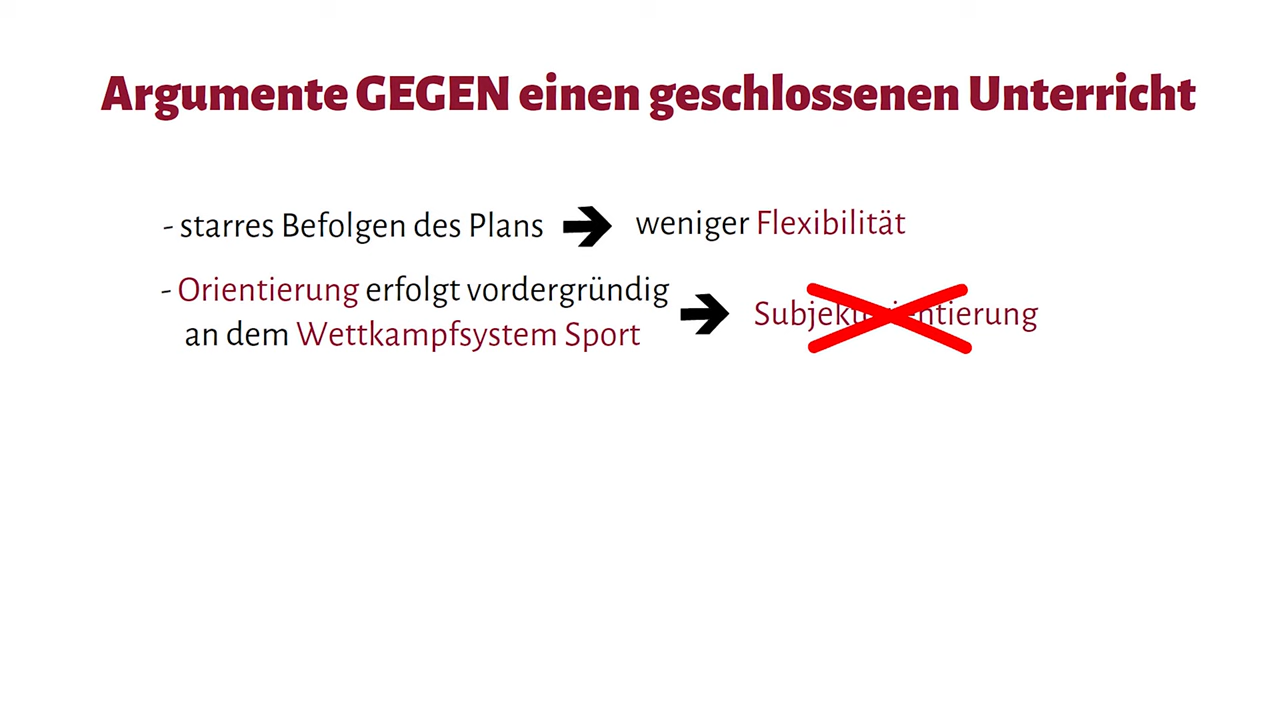 Argumente GEGEN einen geschlossenen Unterricht
- starres Befolgen des Plans ➔ weniger Flexibilität
- Orientierung erfolgt vordergründig
an dem Wettkampfsystem Sport ➔ Subjektorientierung